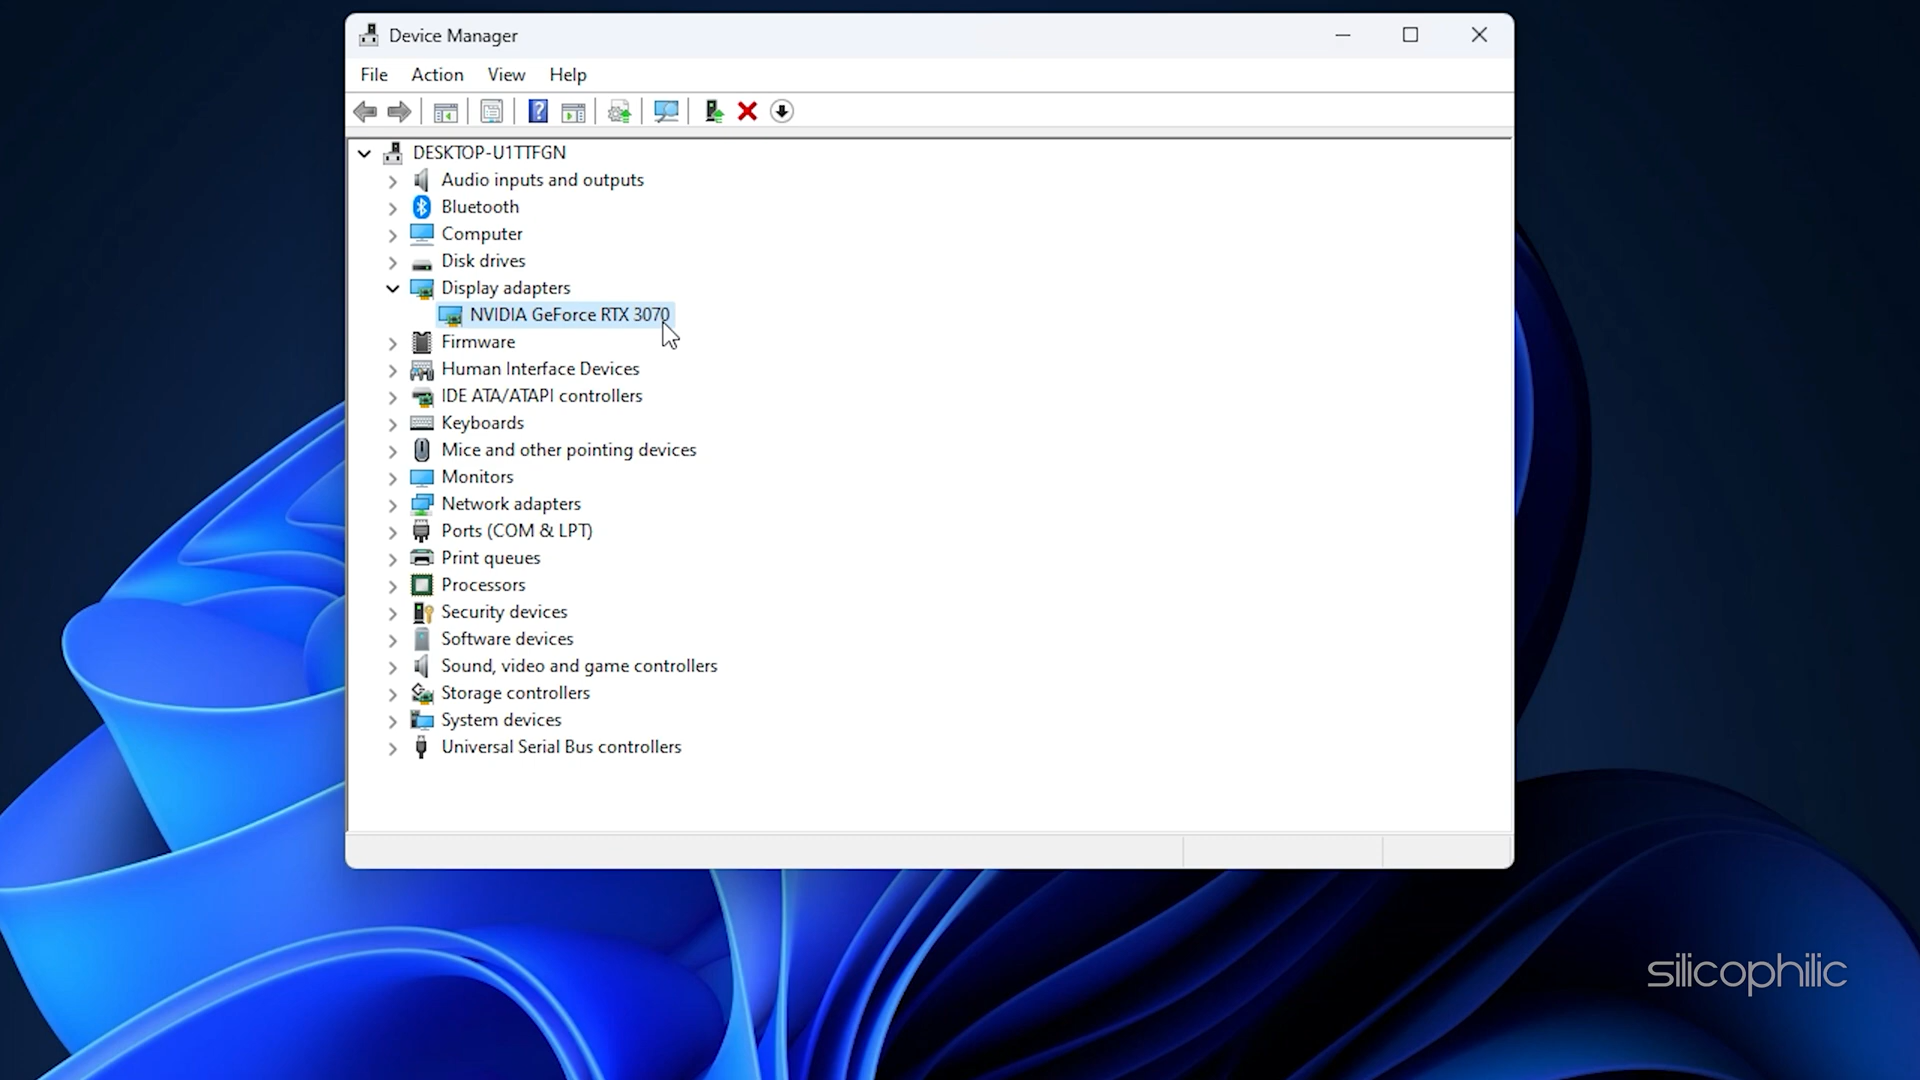 Device Manager
File Action View Help
DESKTOP-U1TTFGN
Audio inputs and outputs
Bluetooth
Computer
Disk drives
Display adapters
NVIDIA GeForce RTX 3070
Firmware
Human Interface Devices
IDE ATA/ATAPI controllers
Keyboards
Mice and other pointing devices
Monitors
Network adapters
Ports (COM & LPT)
Print queues
Processors
Security devices
Software devices
Sound, video and game controllers
Storage controllers
System devices
Universal Serial Bus controllers
silicophilic